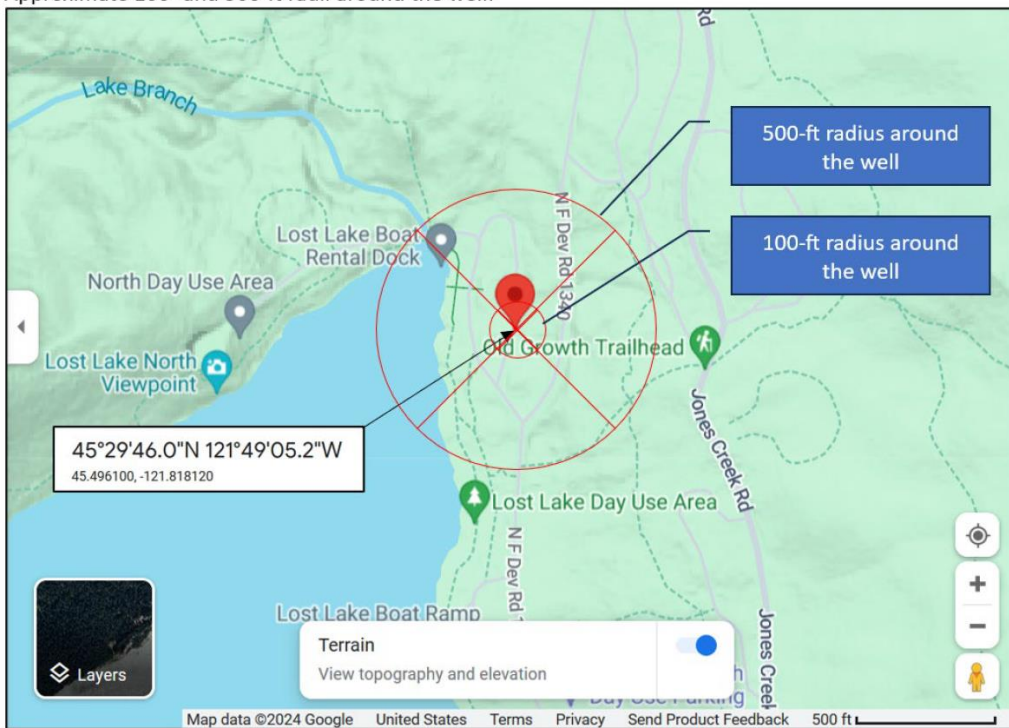 Approximate 100- and 500-ft radii around the well.
Rd
Lake Branch
500-ft radius around
the well
N F Dev Rd 1340
Lost Lake Boat
Rental Dock
100-ft radius around
the well
North Day Use Area
Old Growth Trailhead
Lost Lake North
Viewpoint
Jones Creek Rd
45°29'46.0"N 121°49'05.2"W
45.496100, -121.818120
Lost Lake Day Use Area
N F Dev Rd 1
Lost Lake Boat Ramp
Jones Creek
Terrain
View topography and elevation
Layers
Day Use Parking
Map data ©2024 Google United States Terms Privacy Send Product Feedback 500 ft